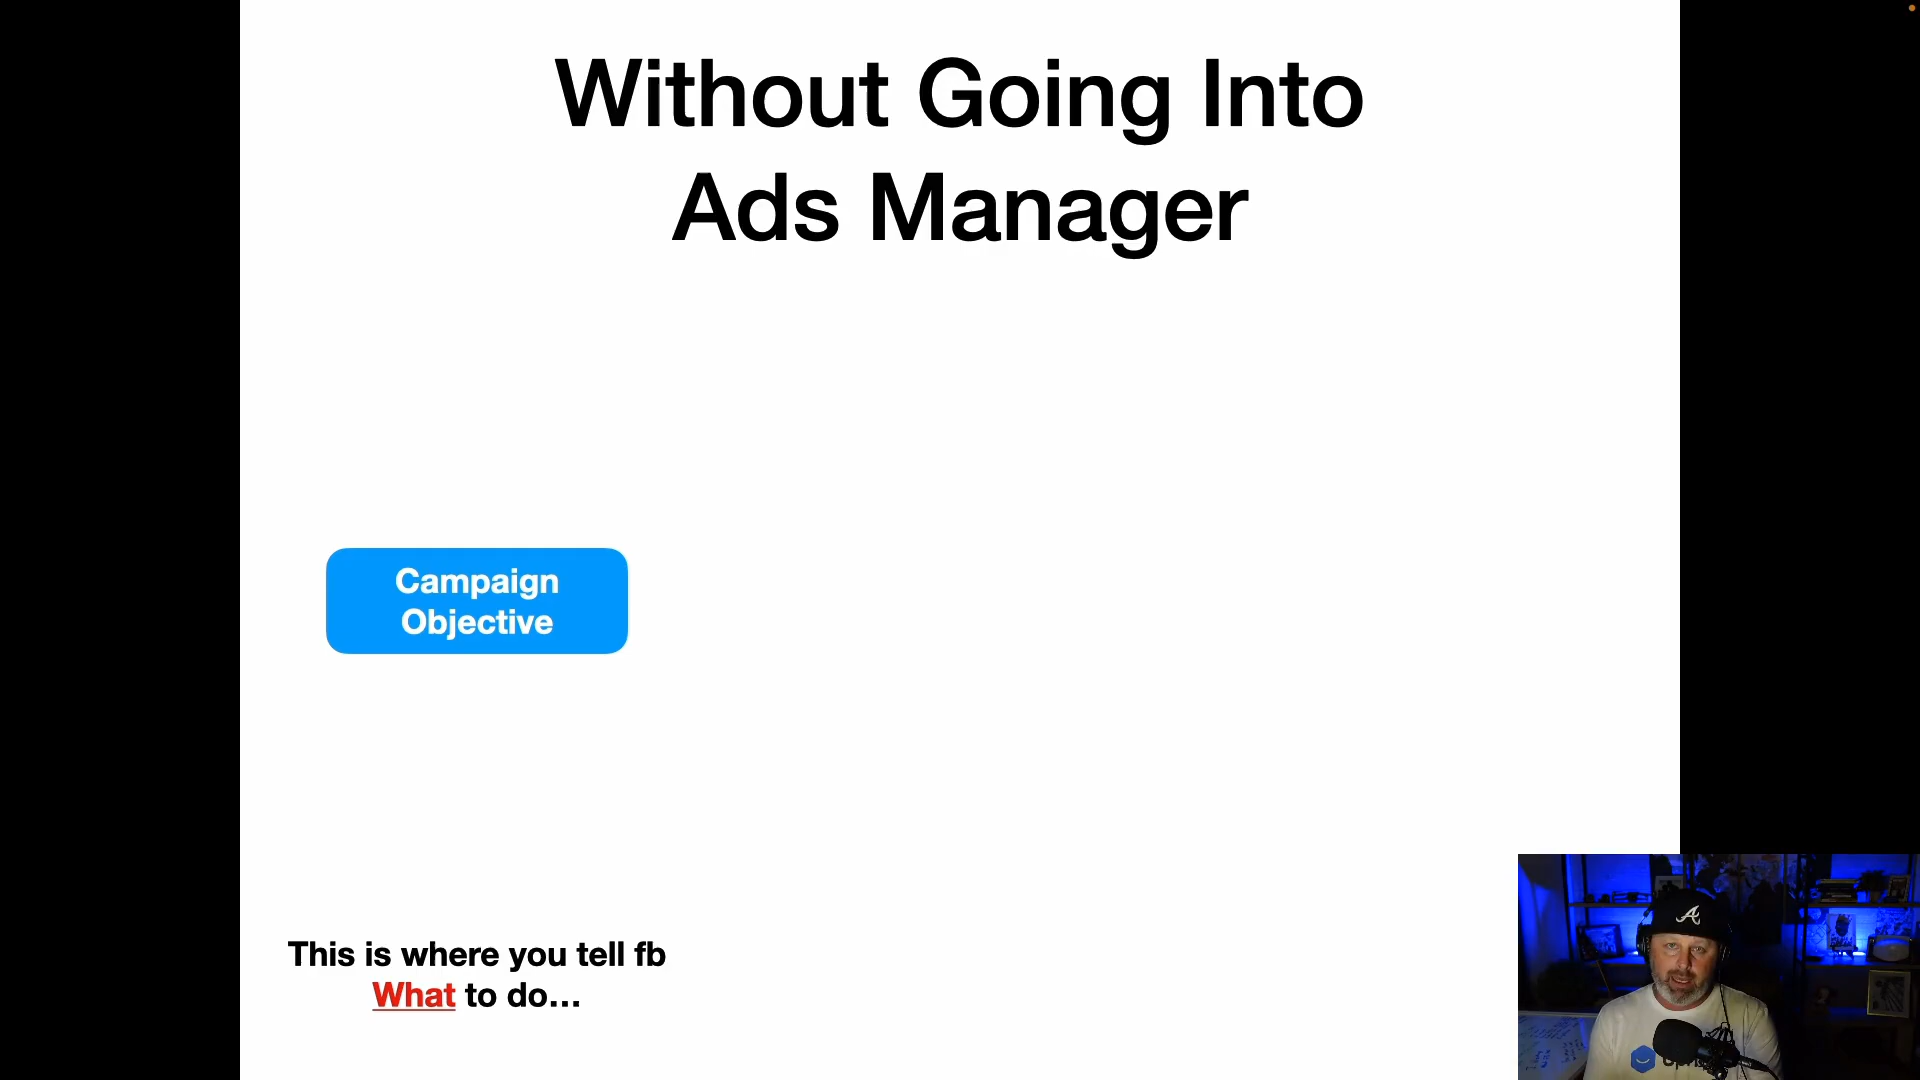 Without Going Into
Ads Manager
Campaign
Objective
This is where you tell fb
What to do...